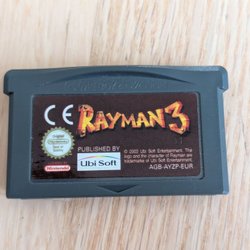 CE
RAYMAN 3
Nintendo
PUBLISHED BY
Ubi Soft
© 2003 Ubi Soft Entertainment. The
logo and the character of Rayman are
trademarks of Ubi Soft Entertainment.
AGB-AYZP-EUR